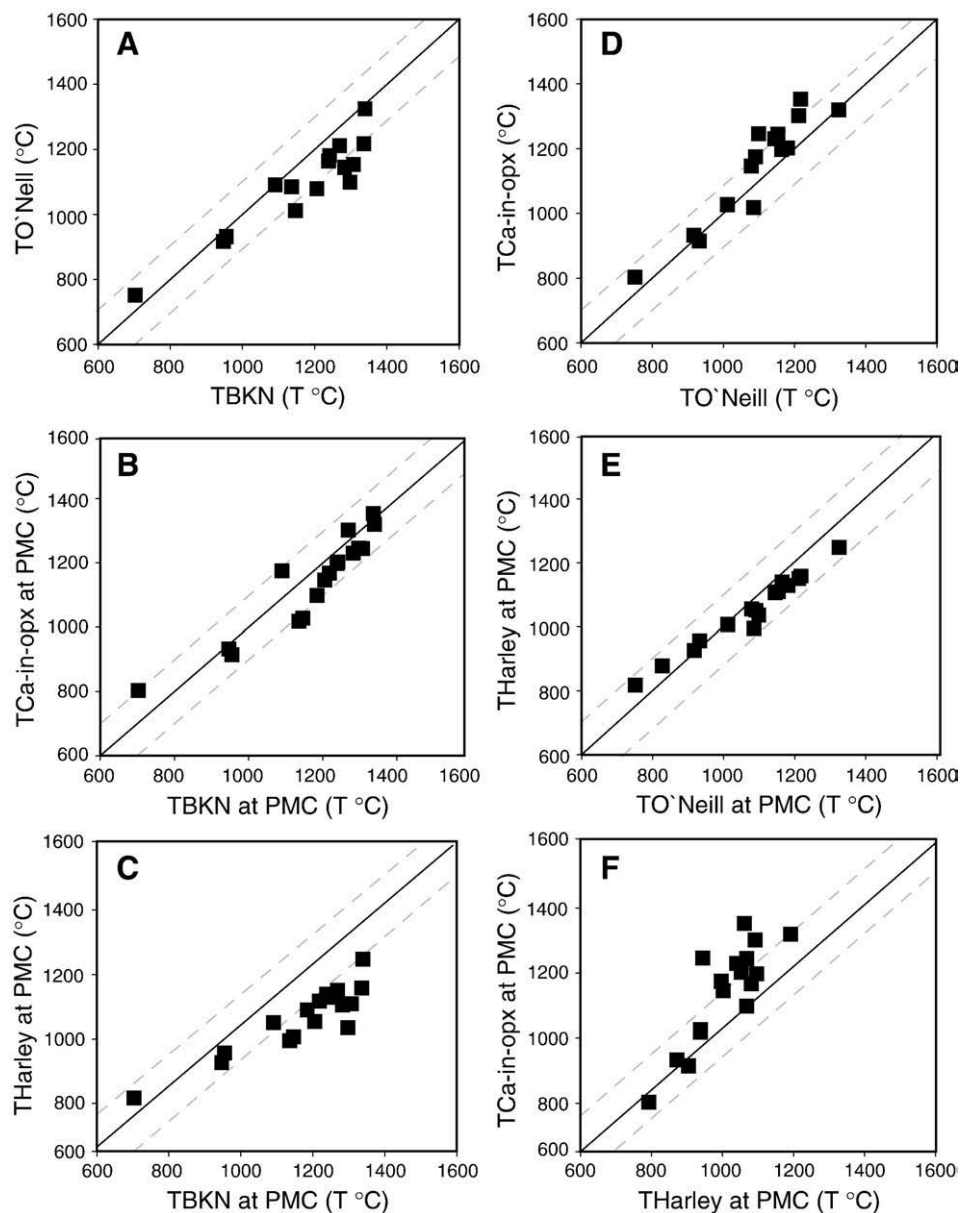 A
TO`Nell (°C)
1600
1400
1200
1000
800
600
600 800 1000 1200 1400 1600
TBKN (T °C)
D
TCa-in-opx (°C)
1600
1400
1200
1000
800
600
600 800 1000 1200 1400 1600
TO`Neill (T °C)
B
TCa-in-opx at PMC (°C)
1600
1400
1200
1000
800
600
600 800 1000 1200 1400 1600
TBKN at PMC (T °C)
E
THarley at PMC (°C)
1600
1400
1200
1000
800
600
600 800 1000 1200 1400 1600
TO`Neill at PMC (T °C)
C
THarley at PMC (°C)
1600
1400
1200
1000
800
600
600 800 1000 1200 1400 1600
TBKN at PMC (T °C)
F
TCa-in-opx at PMC (°C)
1600
1400
1200
1000
800
600
600 800 1000 1200 1400 1600
THarley at PMC (T °C)